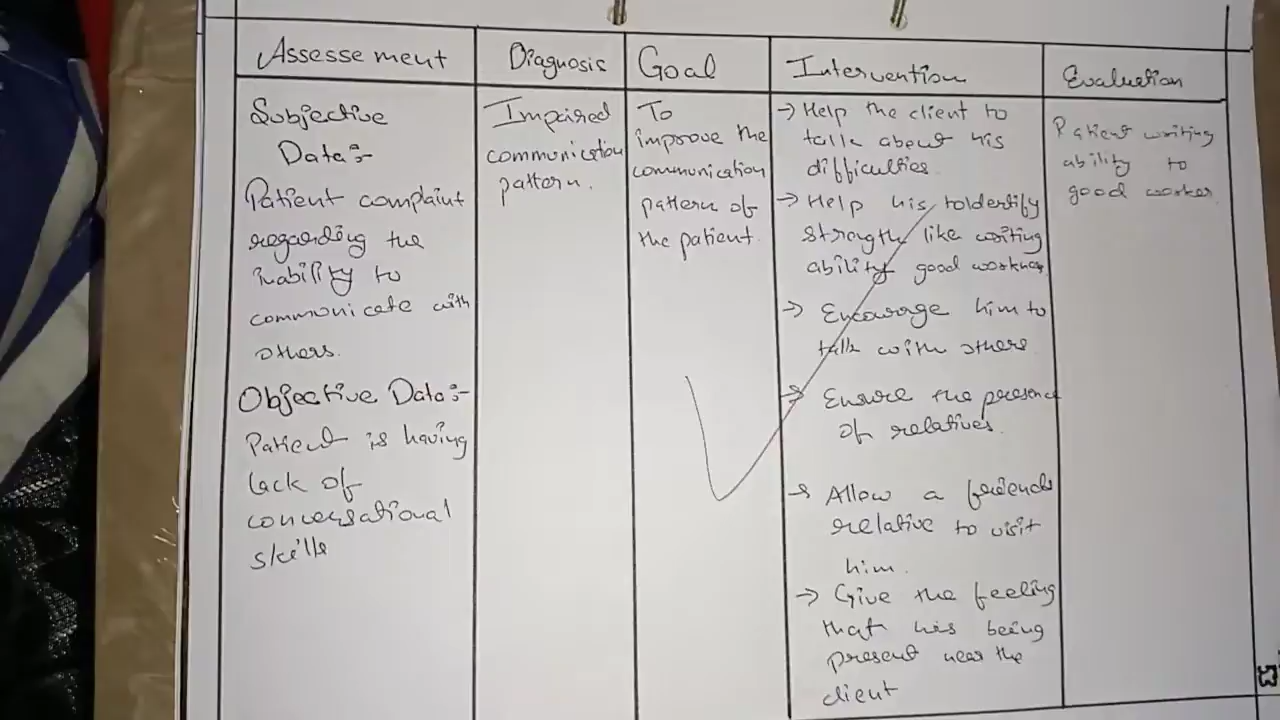 Assessement
Subjective
Data:-
Patient complaint
regarding the
inability to
communicate with
others.
Objective Data:-
Patient is having
lack of
conversational
skills
Diagnosis
Impaired
communication
pattern.
Goal
To
improve the
communication
pattern of
the patient.
Intervention
→ Help the client to
talk about his
difficulties.
→ Help his toIdentify
strength like writing
ability good
→ Encourage him to
talk with others
→ Ensure the presence
of relatives.
→ Allow a friends
relative to visit
him.
→ Give the feeling
that his being
present near the
client
Evaluation
Patient writing
ability to
good worker